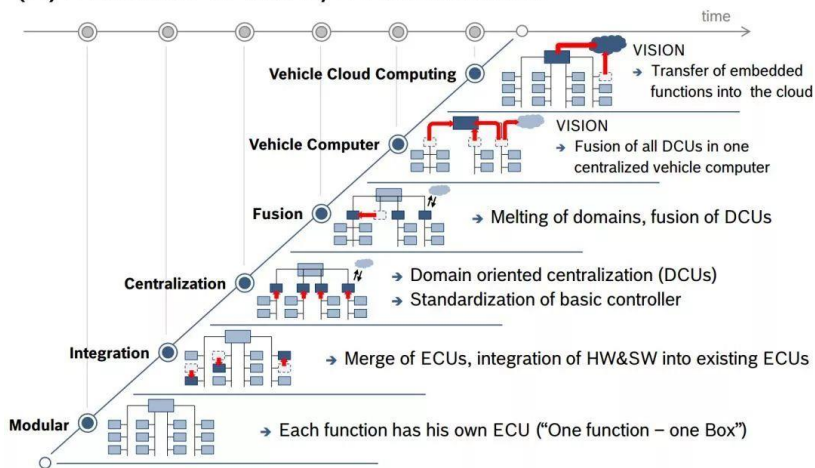 time
VISION
Vehicle Cloud Computing
→ Transfer of embedded
functions into the cloud
VISION
Vehicle Computer
→ Fusion of all DCUs in one
centralized vehicle computer
Fusion
→ Melting of domains, fusion of DCUs
Centralization
→ Domain oriented centralization (DCUs)
→ Standardization of basic controller
Integration
→ Merge of ECUs, integration of HW&SW into existing ECUs
Modular
→ Each function has his own ECU (“One function – one Box”)